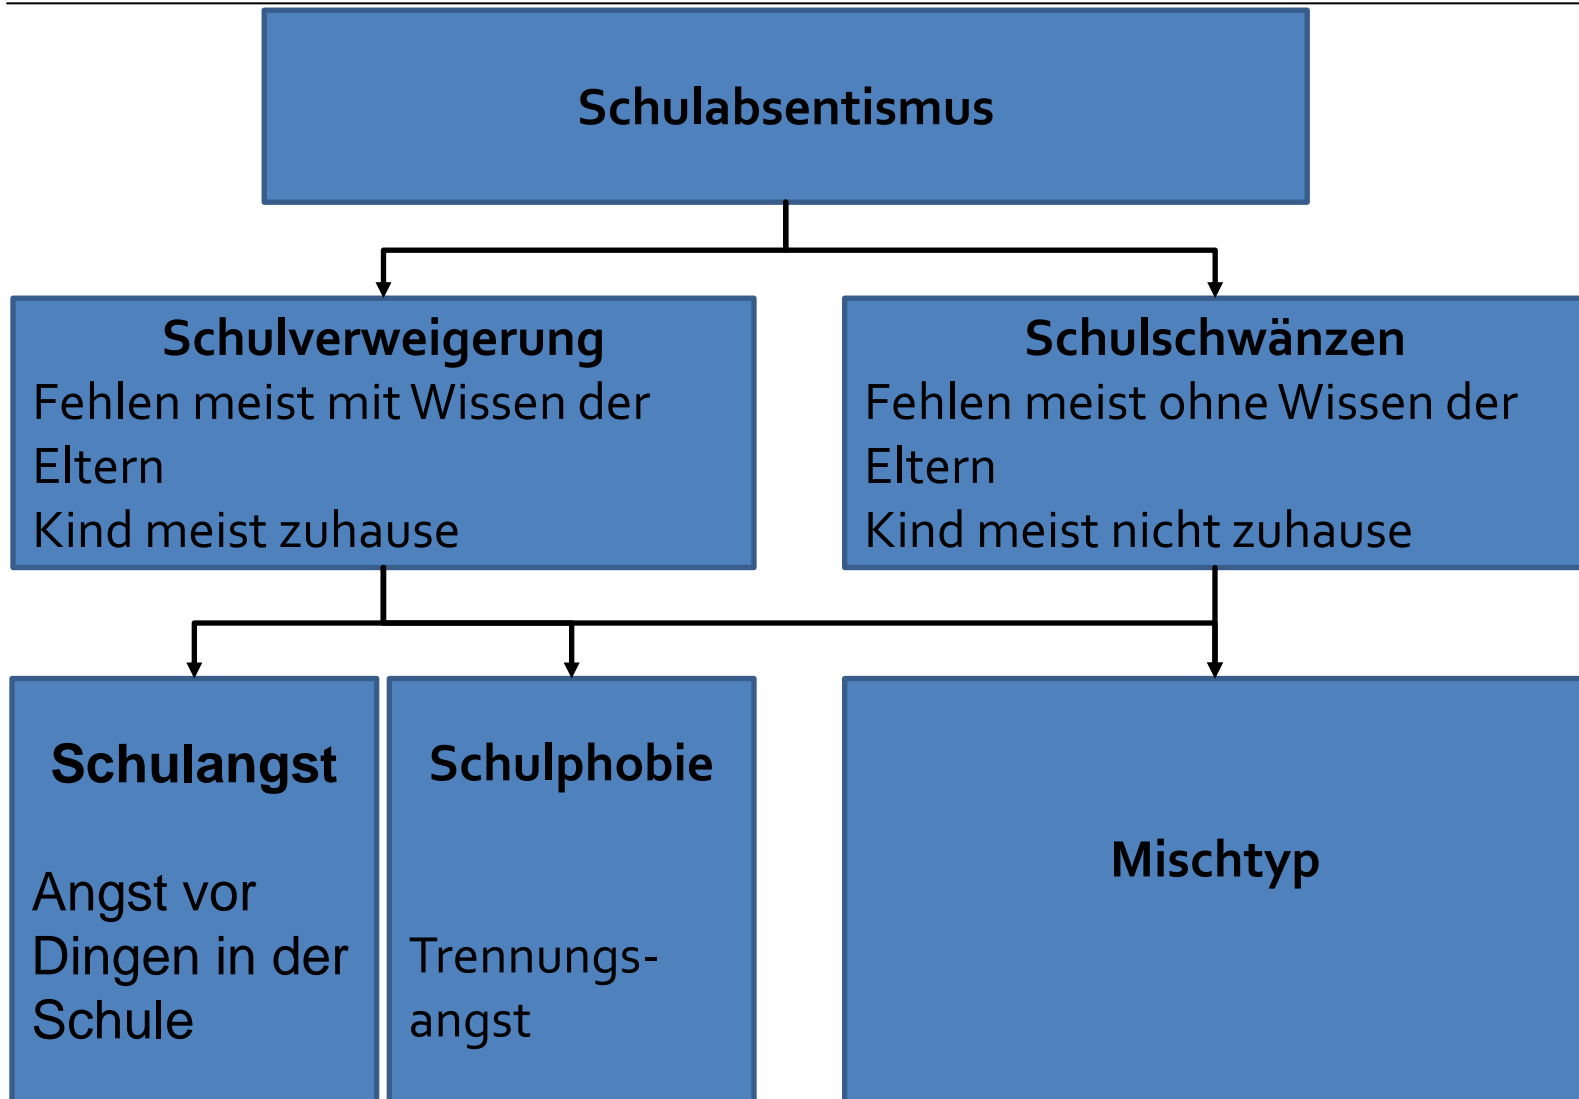 Schulabsentismus
Schulverweigerung
Fehlen meist mit Wissen der
Eltern
Kind meist zuhause
Schulschwänzen
Fehlen meist ohne Wissen der
Eltern
Kind meist nicht zuhause
Schulangst
Angst vor
Dingen in der
Schule
Schulphobie
Trennungs-
angst
Mischtyp